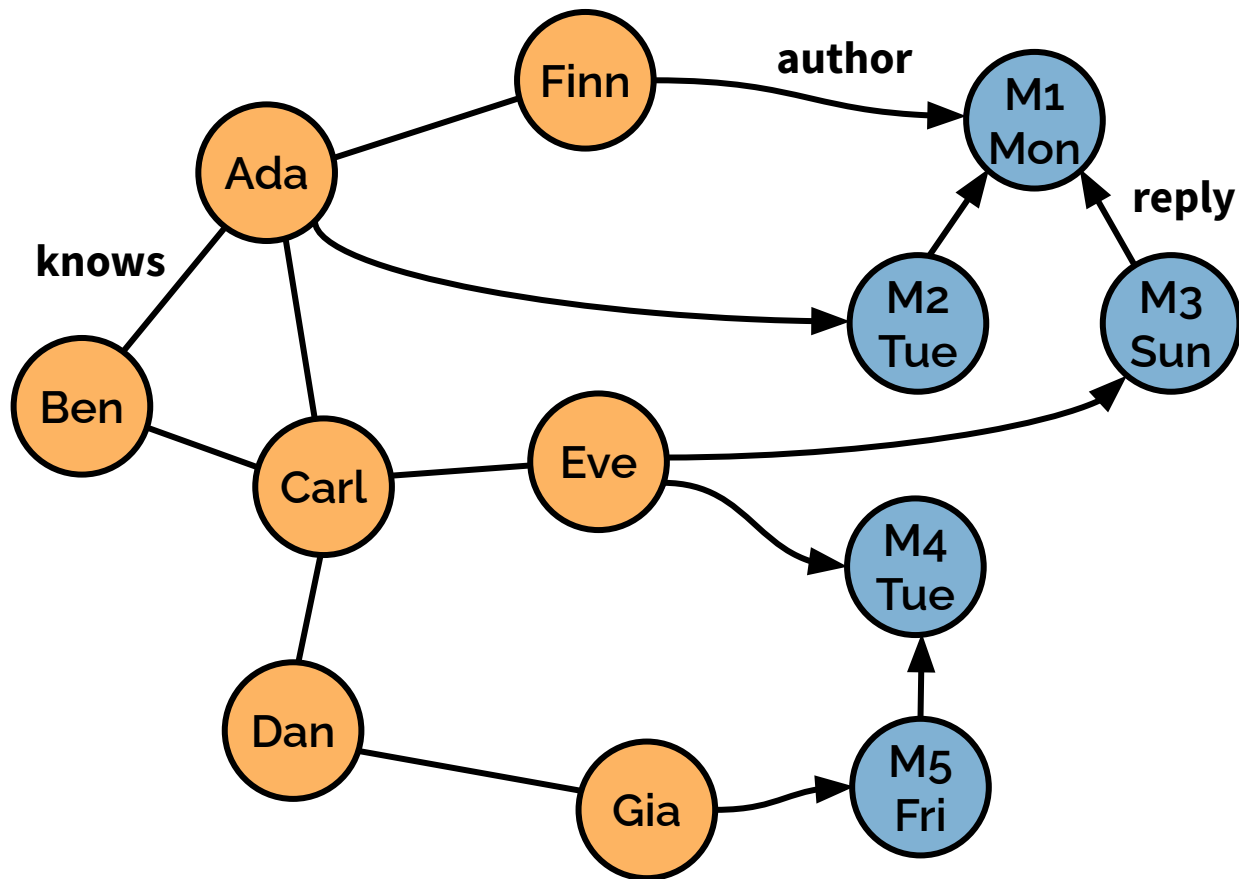 Finn
author
M1
Mon
Ada
reply
knows
M2
Tue
M3
Sun
Ben
Carl
Eve
M4
Tue
Dan
Gia
M5
Fri